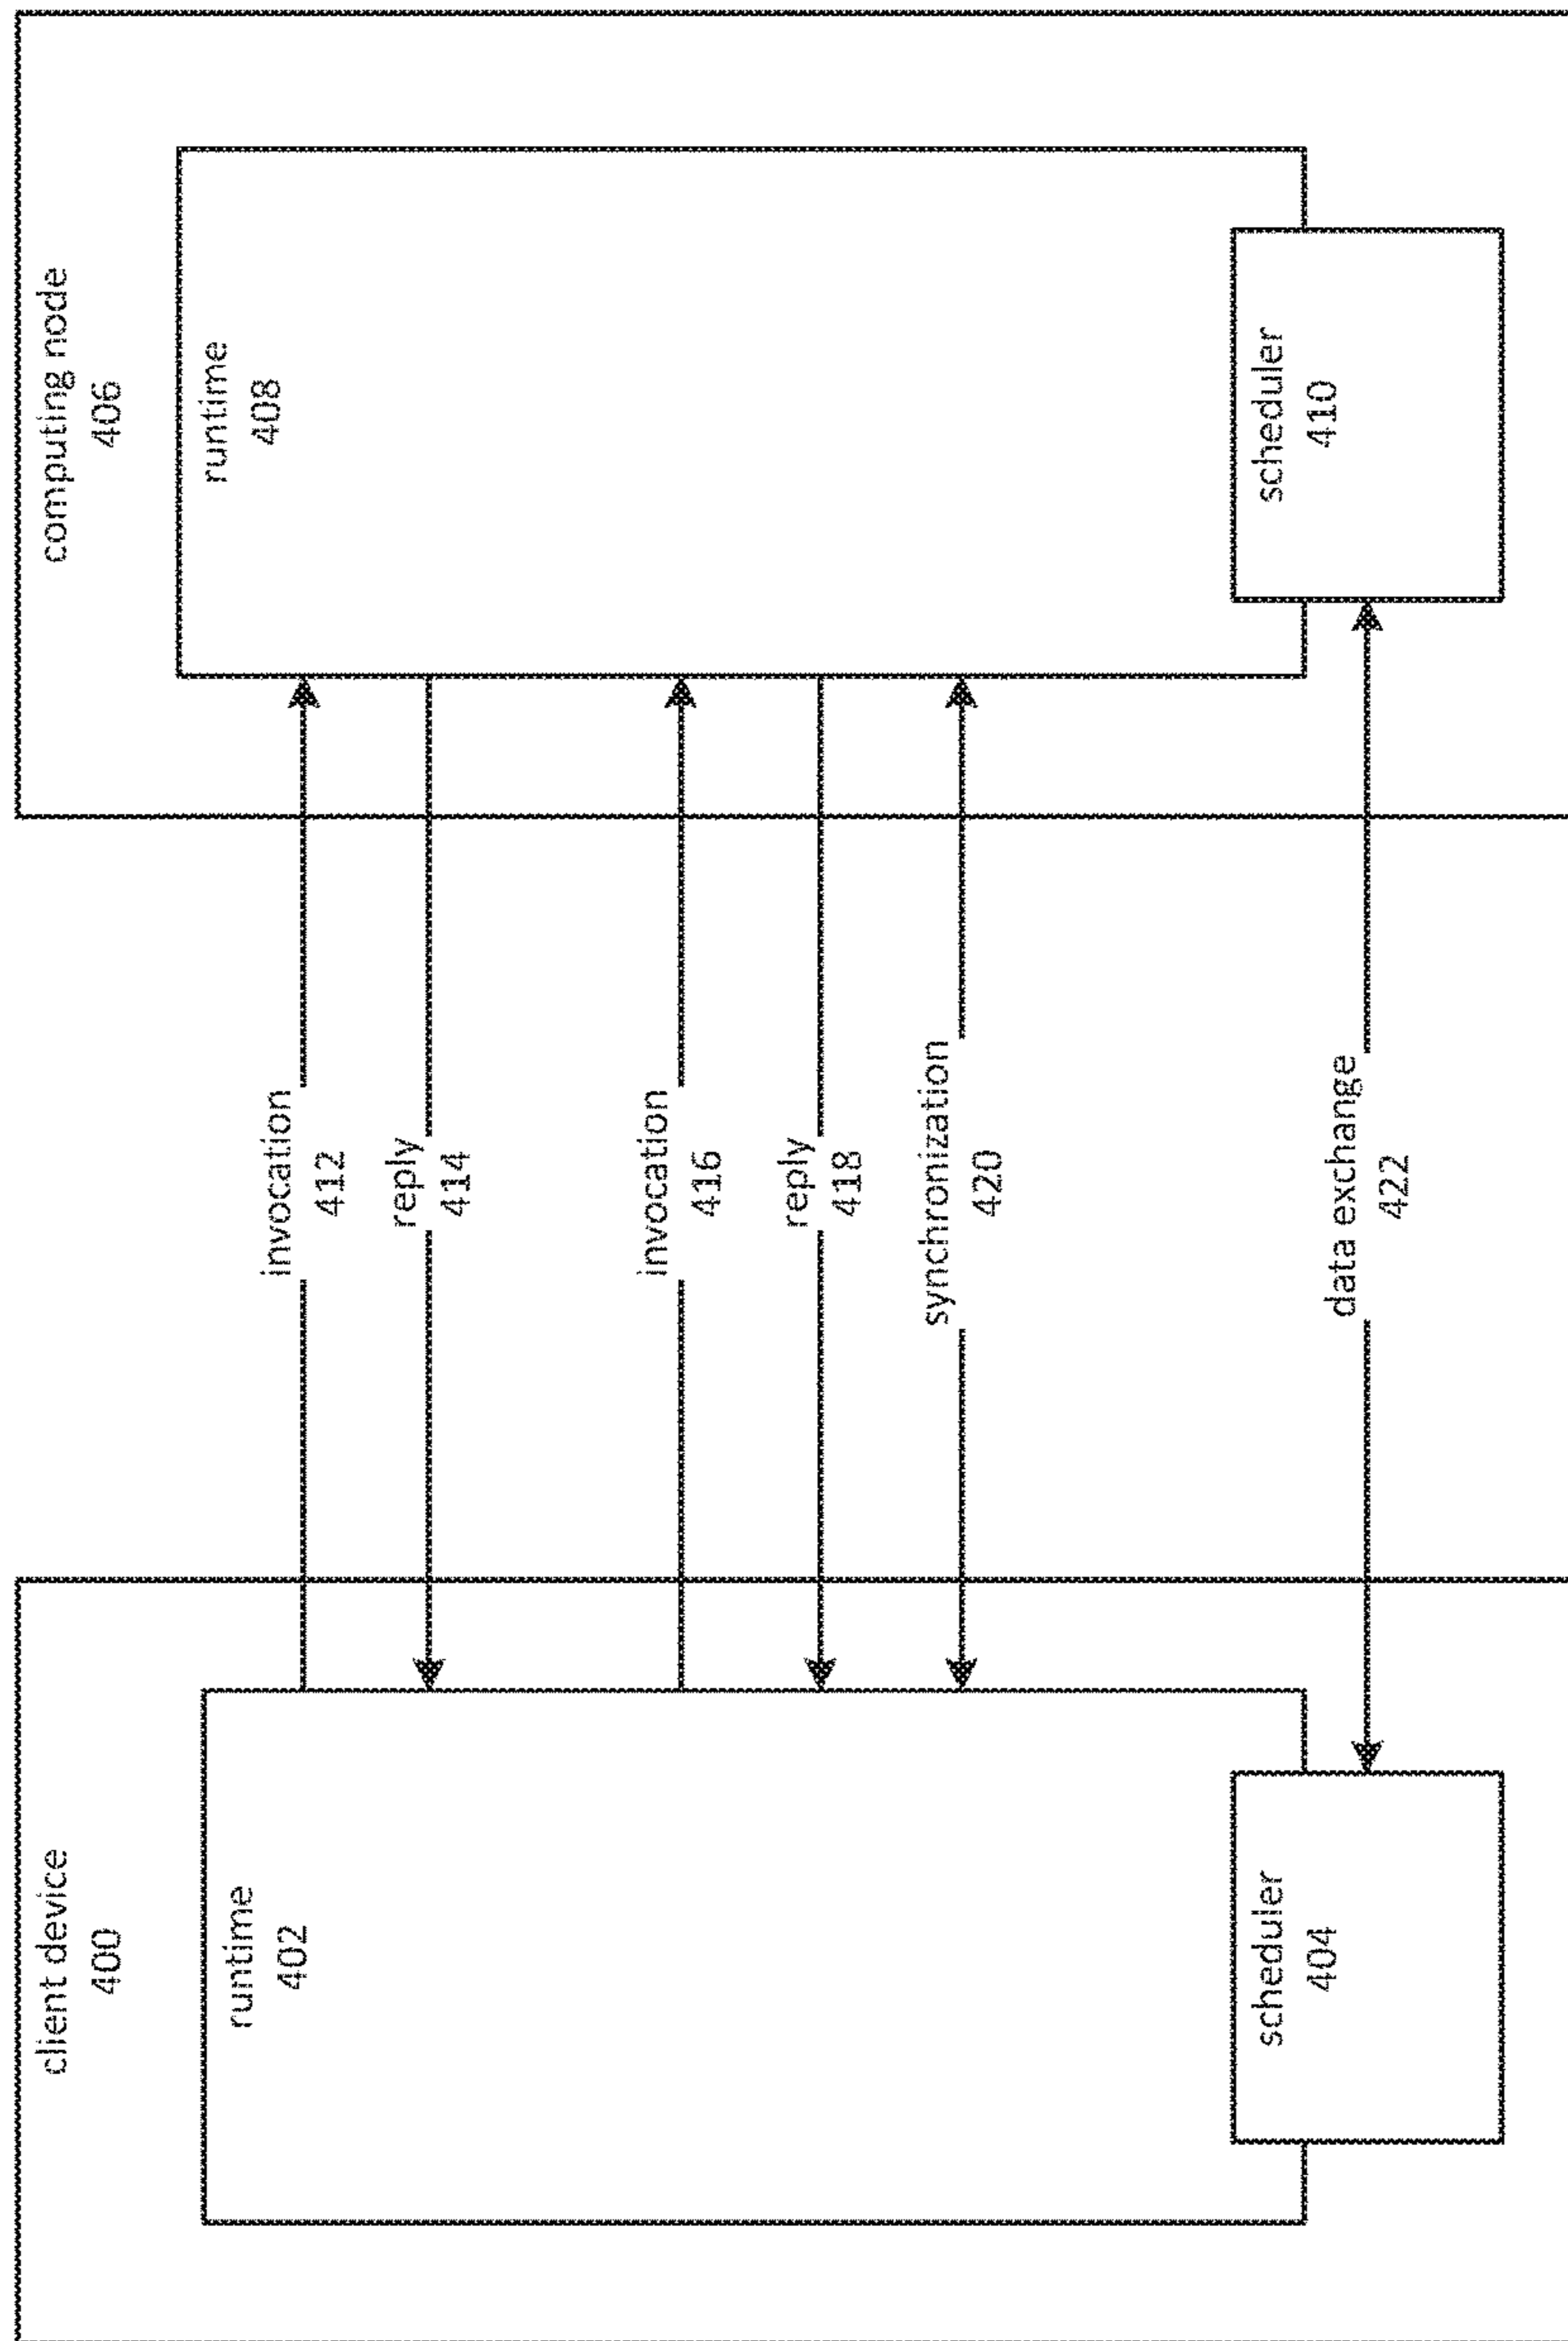 client device
400
runtime
402
scheduler
404
invocation
412
reply
414
invocation
416
reply
418
synchronization
420
data exchange
422
computing node
406
runtime
408
scheduler
410